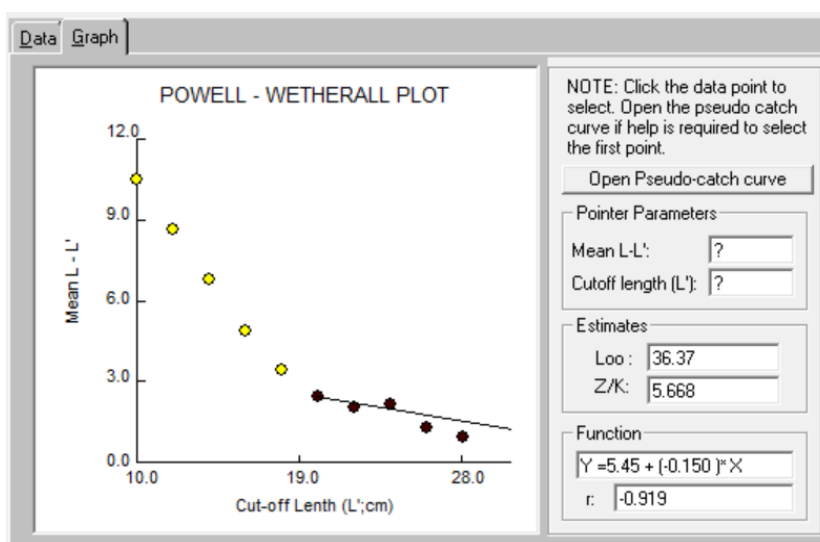 Data Graph
POWELL - WETHERALL PLOT
12.0
9.0
6.0
3.0
0.0
Mean L - L'
10.0 19.0 28.0
Cut-off Lenth (L';cm)
NOTE: Click the data point to
select. Open the pseudo catch
curve if help is required to select
the first point.
Open Pseudo-catch curve
Pointer Parameters
Mean L-L': ?
Cutoff length (L'): ?
Estimates
Loo : 36.37
Z/K: 5.668
Function
Y =5.45 + (-0.150 )* X
r: -0.919